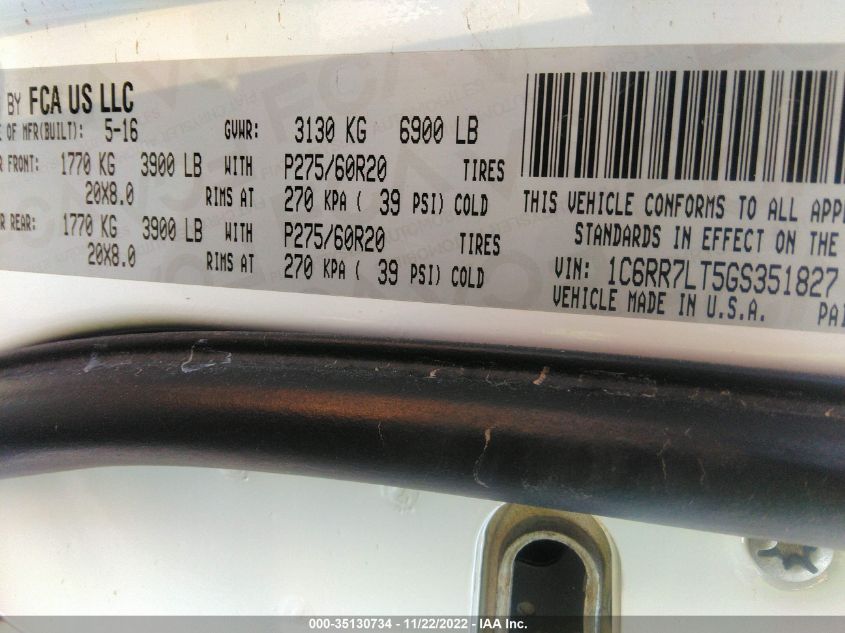 BY FCA US LLC
OF MFR(BUILT): 5-16 GVWR: 3130 KG 6900 LB
FRONT: 1770 KG 3900 LB WITH P275/60R20 TIRES
20X8.0 RIMS AT 270 KPA ( 39 PSI) COLD
REAR: 1770 KG 3900 LB WITH P275/60R20 TIRES
20X8.0 RIMS AT 270 KPA ( 39 PSI) COLD
THIS VEHICLE CONFORMS TO ALL APPL
STANDARDS IN EFFECT ON THE
VIN: 1C6RR7LT5GS351827
VEHICLE MADE IN U.S.A. PAI
000-35130734 - 11/22/2022 - IAA Inc.